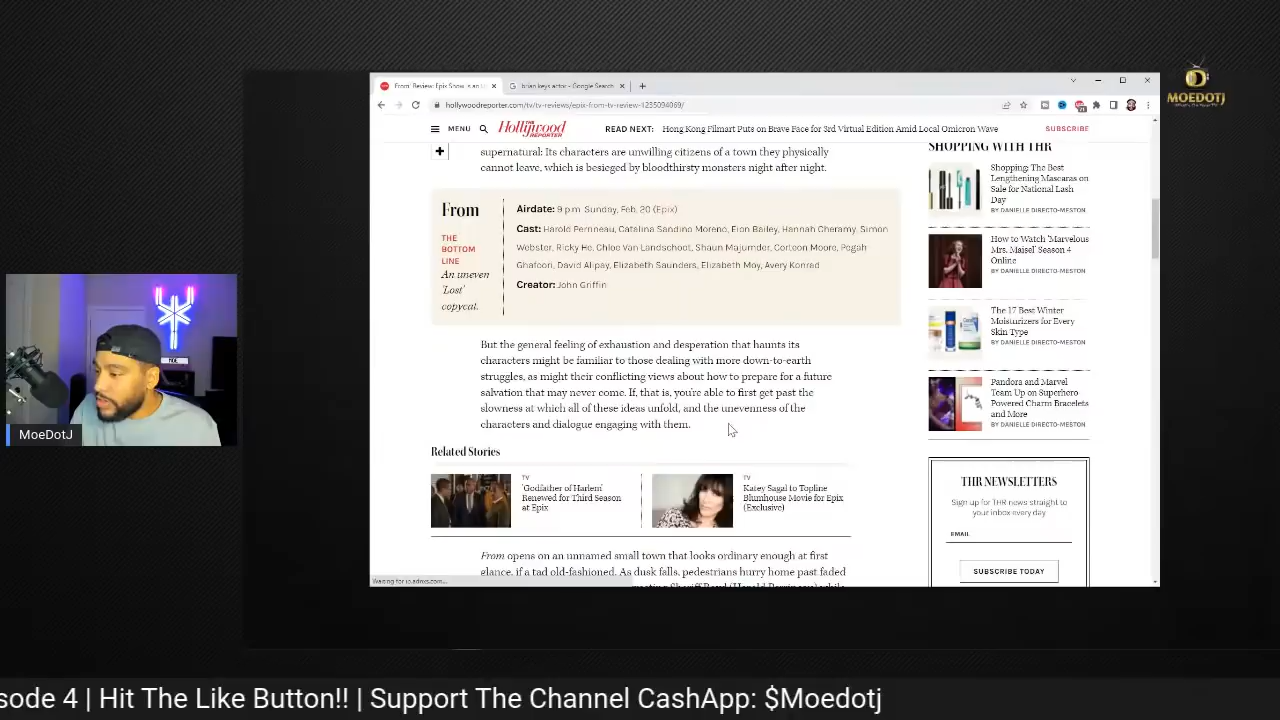 MOEDOTJ
From' Review: Epix Show is an L
brian keys actor - Google Search
hollywoodreporter.com/tv/tv-reviews/epix-from-tv-review-1235094069/
MENU
THE
Hollywood
REPORTER
READ NEXT: Hong Kong Filmart Puts on Brave Face for 3rd Virtual Edition Amid Local Omicron Wave
SUBSCRIBE
supernatural: Its characters are unwilling citizens of a town they physically
cannot leave, which is besieged by bloodthirsty monsters night after night.
From
THE
BOTTOM
LINE
An uneven
'Lost'
copycat.
Airdate: 9 p.m. Sunday, Feb. 20 (Epix)
Cast: Harold Perrineau, Catalina Sandino Moreno, Eion Bailey, Hannah Cheramy, Simon
Webster, Ricky He, Chloe Van Landschoot, Shaun Majumder, Corteon Moore, Pegah
Ghafoori, David Alpay, Elizabeth Saunders, Elizabeth Moy, Avery Konrad
Creator: John Griffin
But the general feeling of exhaustion and desperation that haunts its
characters might be familiar to those dealing with more down-to-earth
struggles, as might their conflicting views about how to prepare for a future
salvation that may never come. If, that is, you're able to first get past the
slowness at which all of these ideas unfold, and the unevenness of the
characters and dialogue engaging with them.
Related Stories
TV
'Godfather of Harlem'
Renewed for Third Season
at Epix
TV
Katey Sagal to Topline
Blumhouse Movie for Epix
(Exclusive)
From opens on an unnamed small town that looks ordinary enough at first
glance, if a tad old-fashioned. As dusk falls, pedestrians hurry home past faded
Waiting for io.adnxs.com...
SHOPPING WITH THR
Shopping: The Best
Lengthening Mascaras on
Sale for National Lash
Day
BY DANIELLE DIRECTO-MESTON
How to Watch 'Marvelous
Mrs. Maisel' Season 4
Online
BY DANIELLE DIRECTO-MESTON
The 17 Best Winter
Moisturizers for Every
Skin Type
BY DANIELLE DIRECTO-MESTON
Pandora and Marvel
Team Up on Superhero
Powered Charm Bracelets
and More
BY DANIELLE DIRECTO-MESTON
THR NEWSLETTERS
Sign up for THR news straight to
your inbox every day
EMAIL
SUBSCRIBE TODAY
MoeDotJ
sode 4 | Hit The Like Button!! | Support The Channel CashApp: $Moedotj